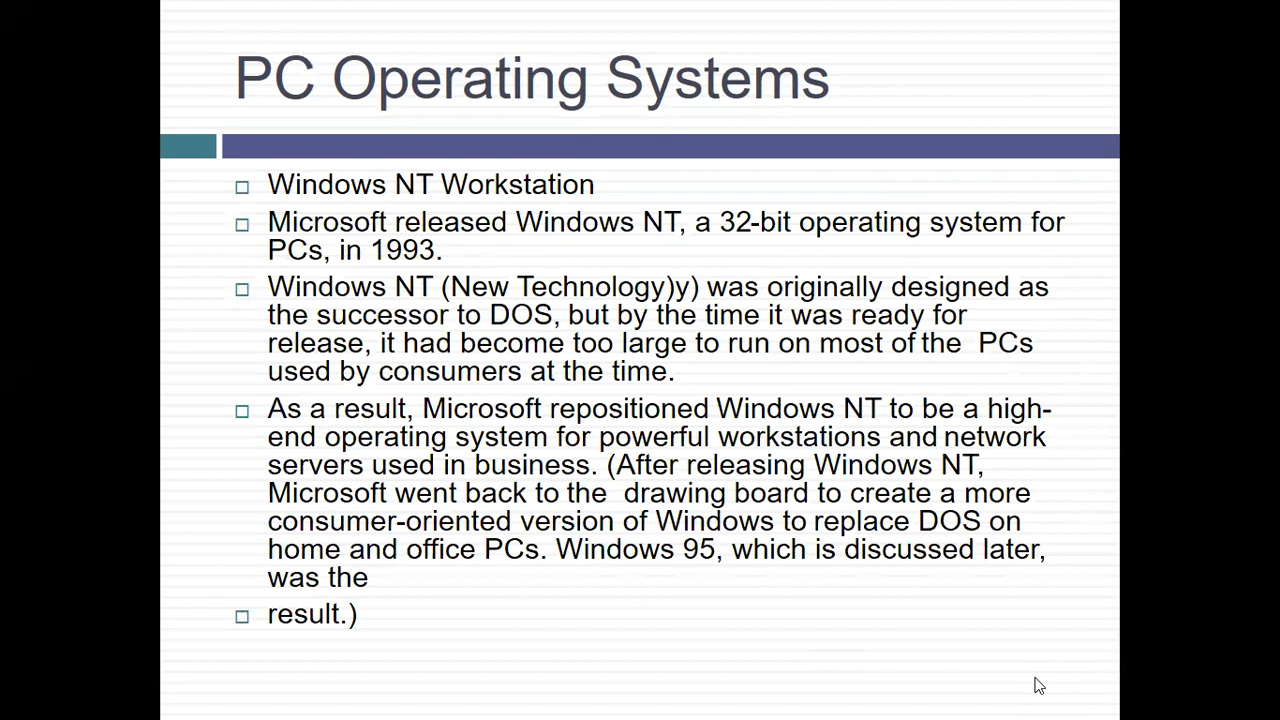 PC Operating Systems
Windows NT Workstation
Microsoft released Windows NT, a 32-bit operating system for
PCs, in 1993.
Windows NT (New Technology)v) was originally designed as
the successor to DOS, but by the time it was ready for
release, it had become too large to run on most of the PCs
used by consumers at the time.
As a result, Microsoft repositioned Windows NT to be a high-
end operating system for powerful workstations and network
servers used in business. (After releasing Windows NT,
Microsoft went back to the drawing board to create a more
consumer-oriented version of Windows to replace DOS on
home and office PCs. Windows 95, which is discussed later,
was the
result.)